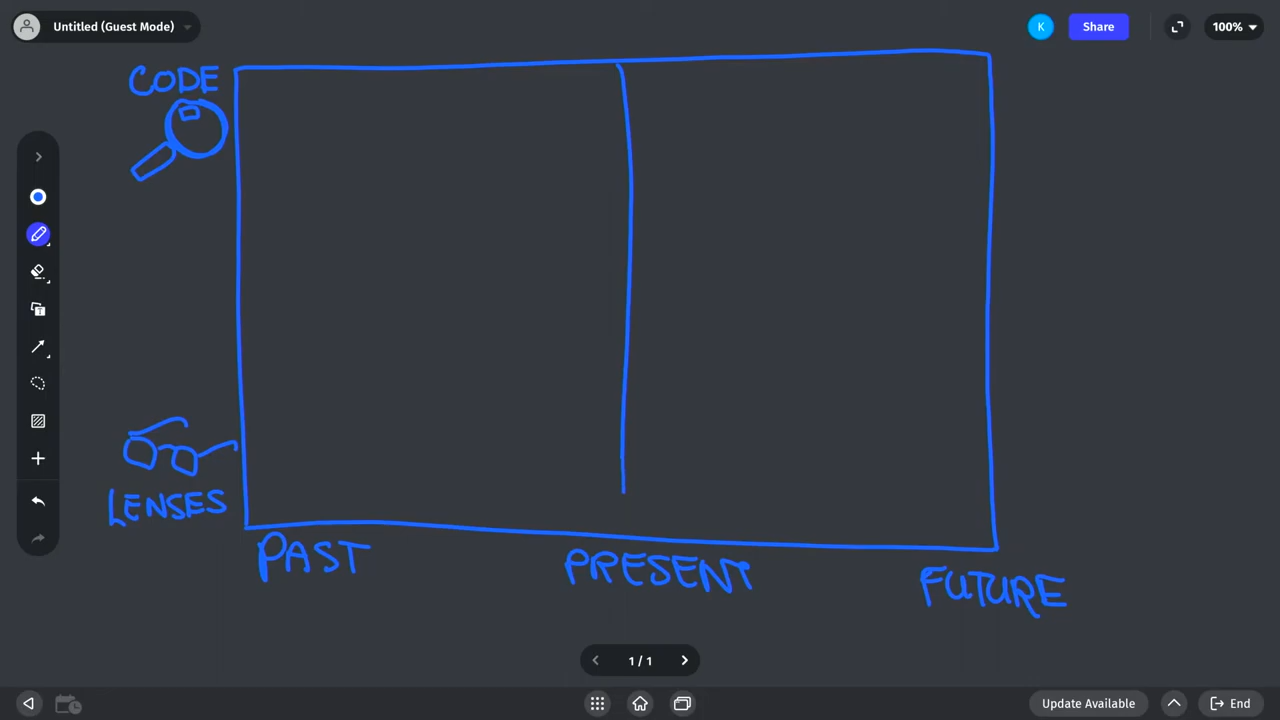 Untitled (Guest Mode)
K
Share
100%
CODE
LENSES
PAST
PRESENT
FUTURE
1 / 1
Update Available
End